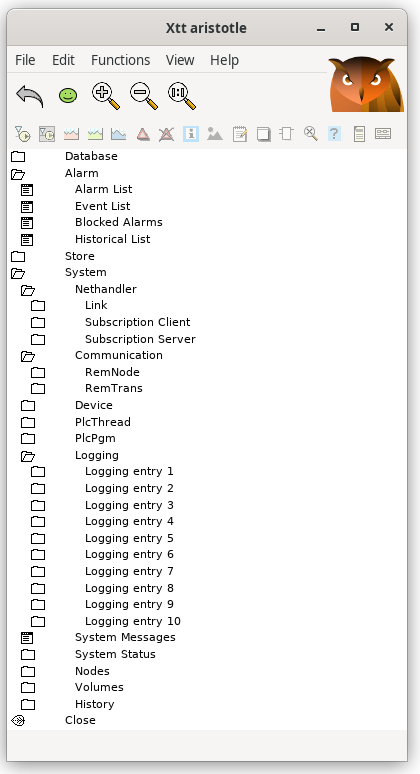 Xtt aristotle
File Edit Functions View Help
Database
Alarm
Alarm List
Event List
Blocked Alarms
Historical List
Store
System
Nethandler
Link
Subscription Client
Subscription Server
Communication
RemNode
RemTrans
Device
PlcThread
PlcPgm
Logging
Logging entry 1
Logging entry 2
Logging entry 3
Logging entry 4
Logging entry 5
Logging entry 6
Logging entry 7
Logging entry 8
Logging entry 9
Logging entry 10
System Messages
System Status
Nodes
Volumes
History
Close